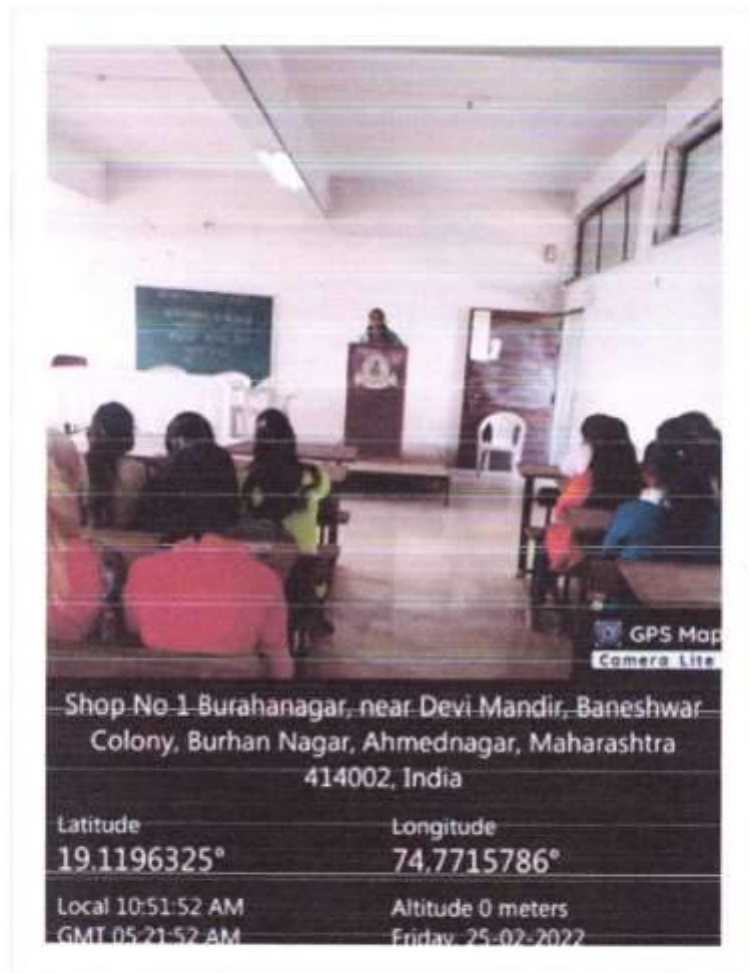 GPS Map
Camera Lite
Shop No 1 Burahanagar, near Devi Mandir, Baneshwar
Colony, Burhan Nagar, Ahmednagar, Maharashtra
414002, India
Latitude
19.1196325°
Longitude
74.7715786°
Local 10:51:52 AM
GMT 05:21:52 AM
Altitude 0 meters
Friday, 25-02-2022